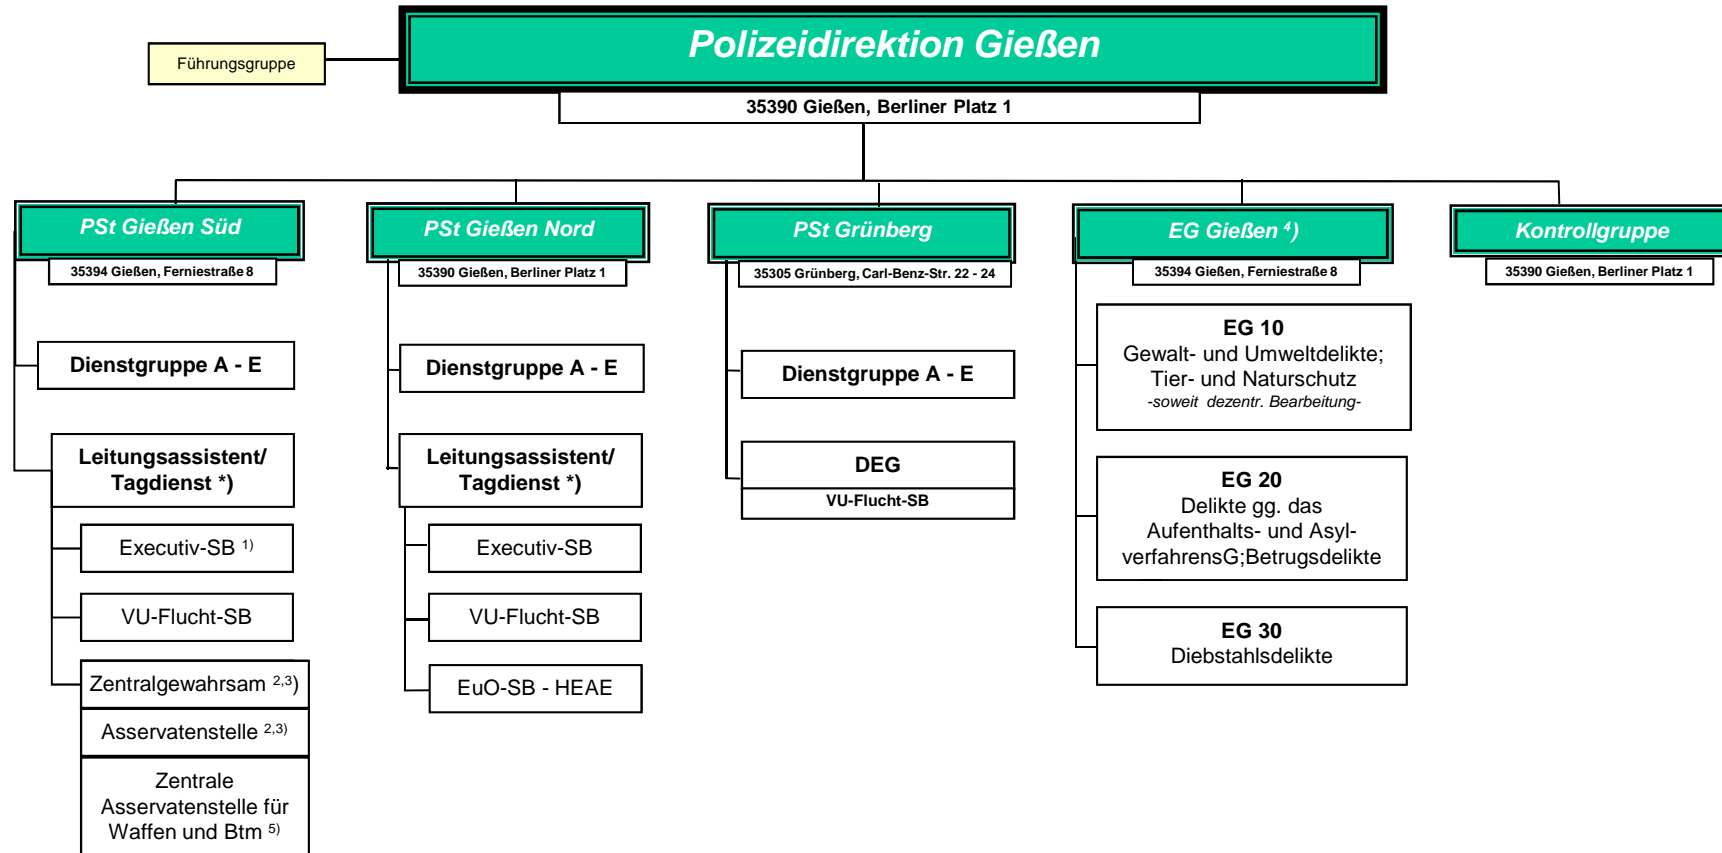 Polizeidirektion Gießen
Führungsgruppe
35390 Gießen, Berliner Platz 1
PSt Gießen Süd
35394 Gießen, Ferniestraße 8
Dienstgruppe A - E
Leitungsassistent/
Tagdienst *)
Executiv-SB 1)
VU-Flucht-SB
Zentralgewahrsam 2,3)
Asservatenstelle 2,3)
Zentrale
Asservatenstelle für
Waffen und Btm 5)
PSt Gießen Nord
35390 Gießen, Berliner Platz 1
Dienstgruppe A - E
Leitungsassistent/
Tagdienst *)
Executiv-SB
VU-Flucht-SB
EuO-SB - HEAE
PSt Grünberg
35305 Grünberg, Carl-Benz-Str. 22 - 24
Dienstgruppe A - E
DEG
VU-Flucht-SB
EG Gießen 4)
35394 Gießen, Ferniestraße 8
EG 10
Gewalt- und Umweltdelikte;
Tier- und Naturschutz
-soweit dezentr. Bearbeitung-
EG 20
Delikte gg. das
Aufenthalts- und Asyl-
verfahrensG;Betrugsdelikte
EG 30
Diebstahlsdelikte
Kontrollgruppe
35390 Gießen, Berliner Platz 1